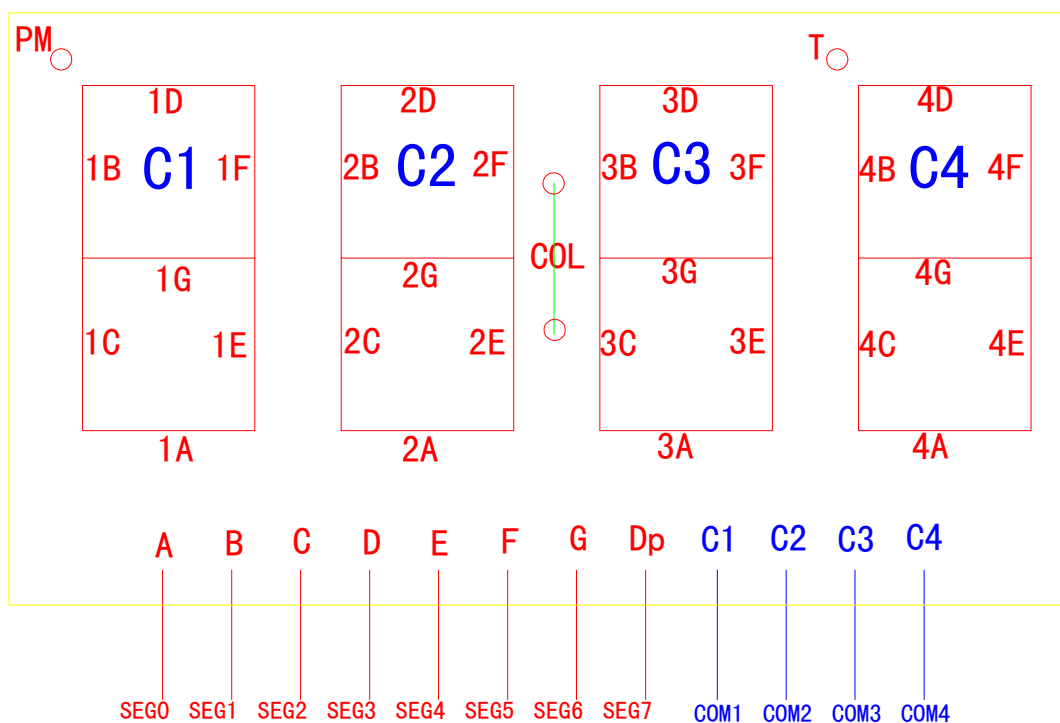 PM T
1D 2D 3D 4D
1B C1 1F 2B C2 2F 3B C3 3F 4B C4 4F
COL
1G 2G 3G 4G
1C 1E 2C 2E 3C 3E 4C 4E
1A 2A 3A 4A
A B C D E F G Dp C1 C2 C3 C4
SEG0 SEG1 SEG2 SEG3 SEG4 SEG5 SEG6 SEG7 COM1 COM2 COM3 COM4